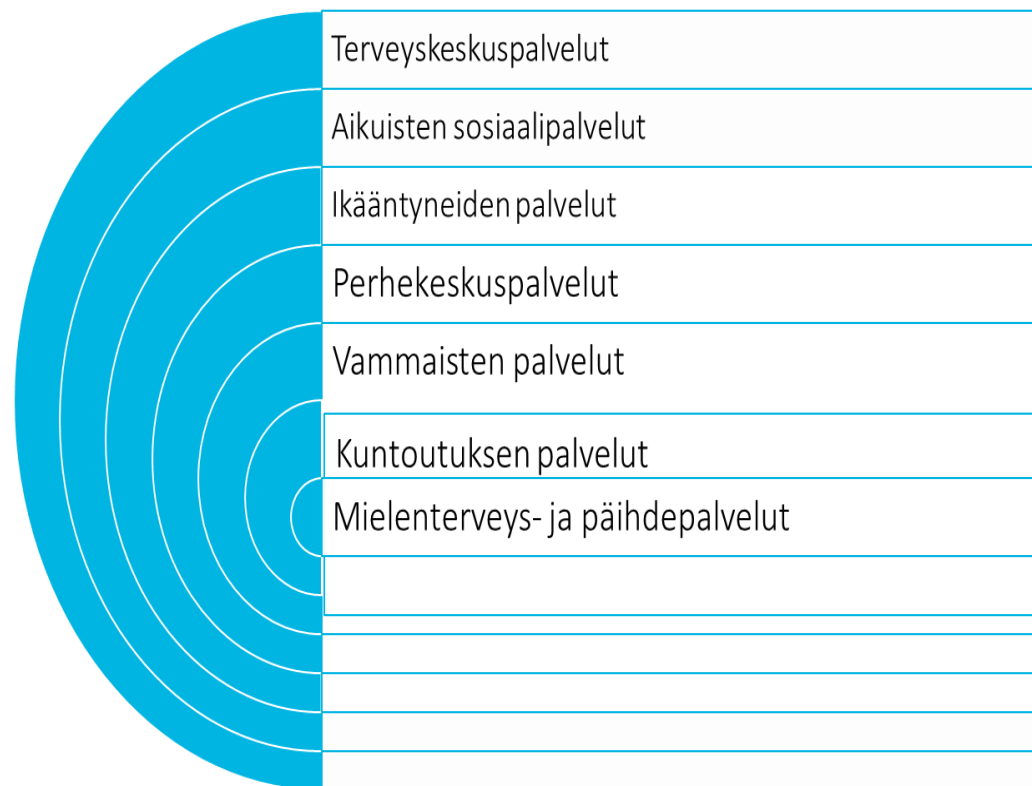 Terveyskeskuspalvelut
Aikuisten sosiaalipalvelut
Ikääntyneiden palvelut
Perhekeskuspalvelut
Vammaisten palvelut
Kuntoutuksen palvelut
Mielenterveys- ja päihdepalvelut